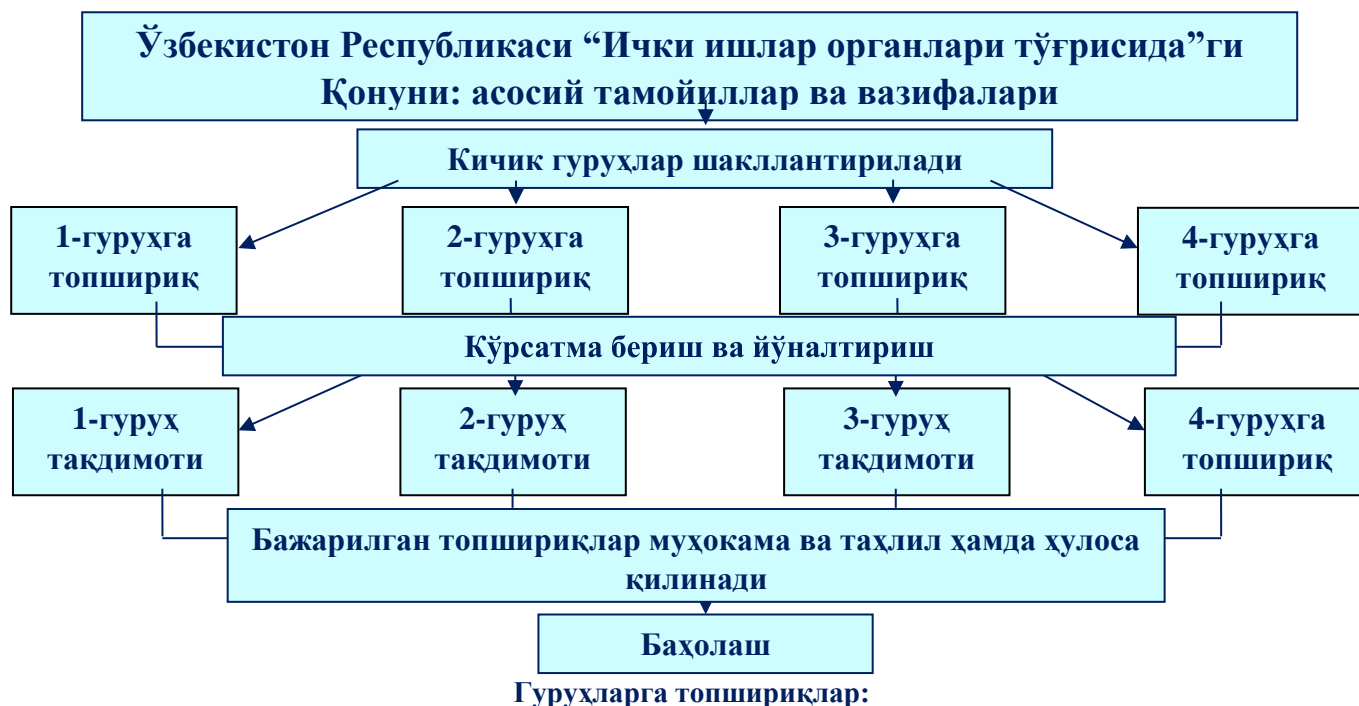 Ўзбекистон Республикаси “Ички ишлар органлари тўғрисида”ги
Қонуни: асосий тамойиллар ва вазифалари
Кичик гуруҳлар шакллантирилади
1-гуруҳга
топшириқ
2-гуруҳга
топшириқ
3-гуруҳга
топшириқ
4-гуруҳга
топшириқ
Кўрсатма бериш ва йўналтириш
1-гуруҳ
тақдимоти
2-гуруҳ
тақдимоти
3-гуруҳ
тақдимоти
4-гуруҳга
топшириқ
Бажарилган топшириқлар муҳокама ва таҳлил ҳамда ҳулоса
қилинади
Баҳолаш
Гуруҳларга топшириқлар: